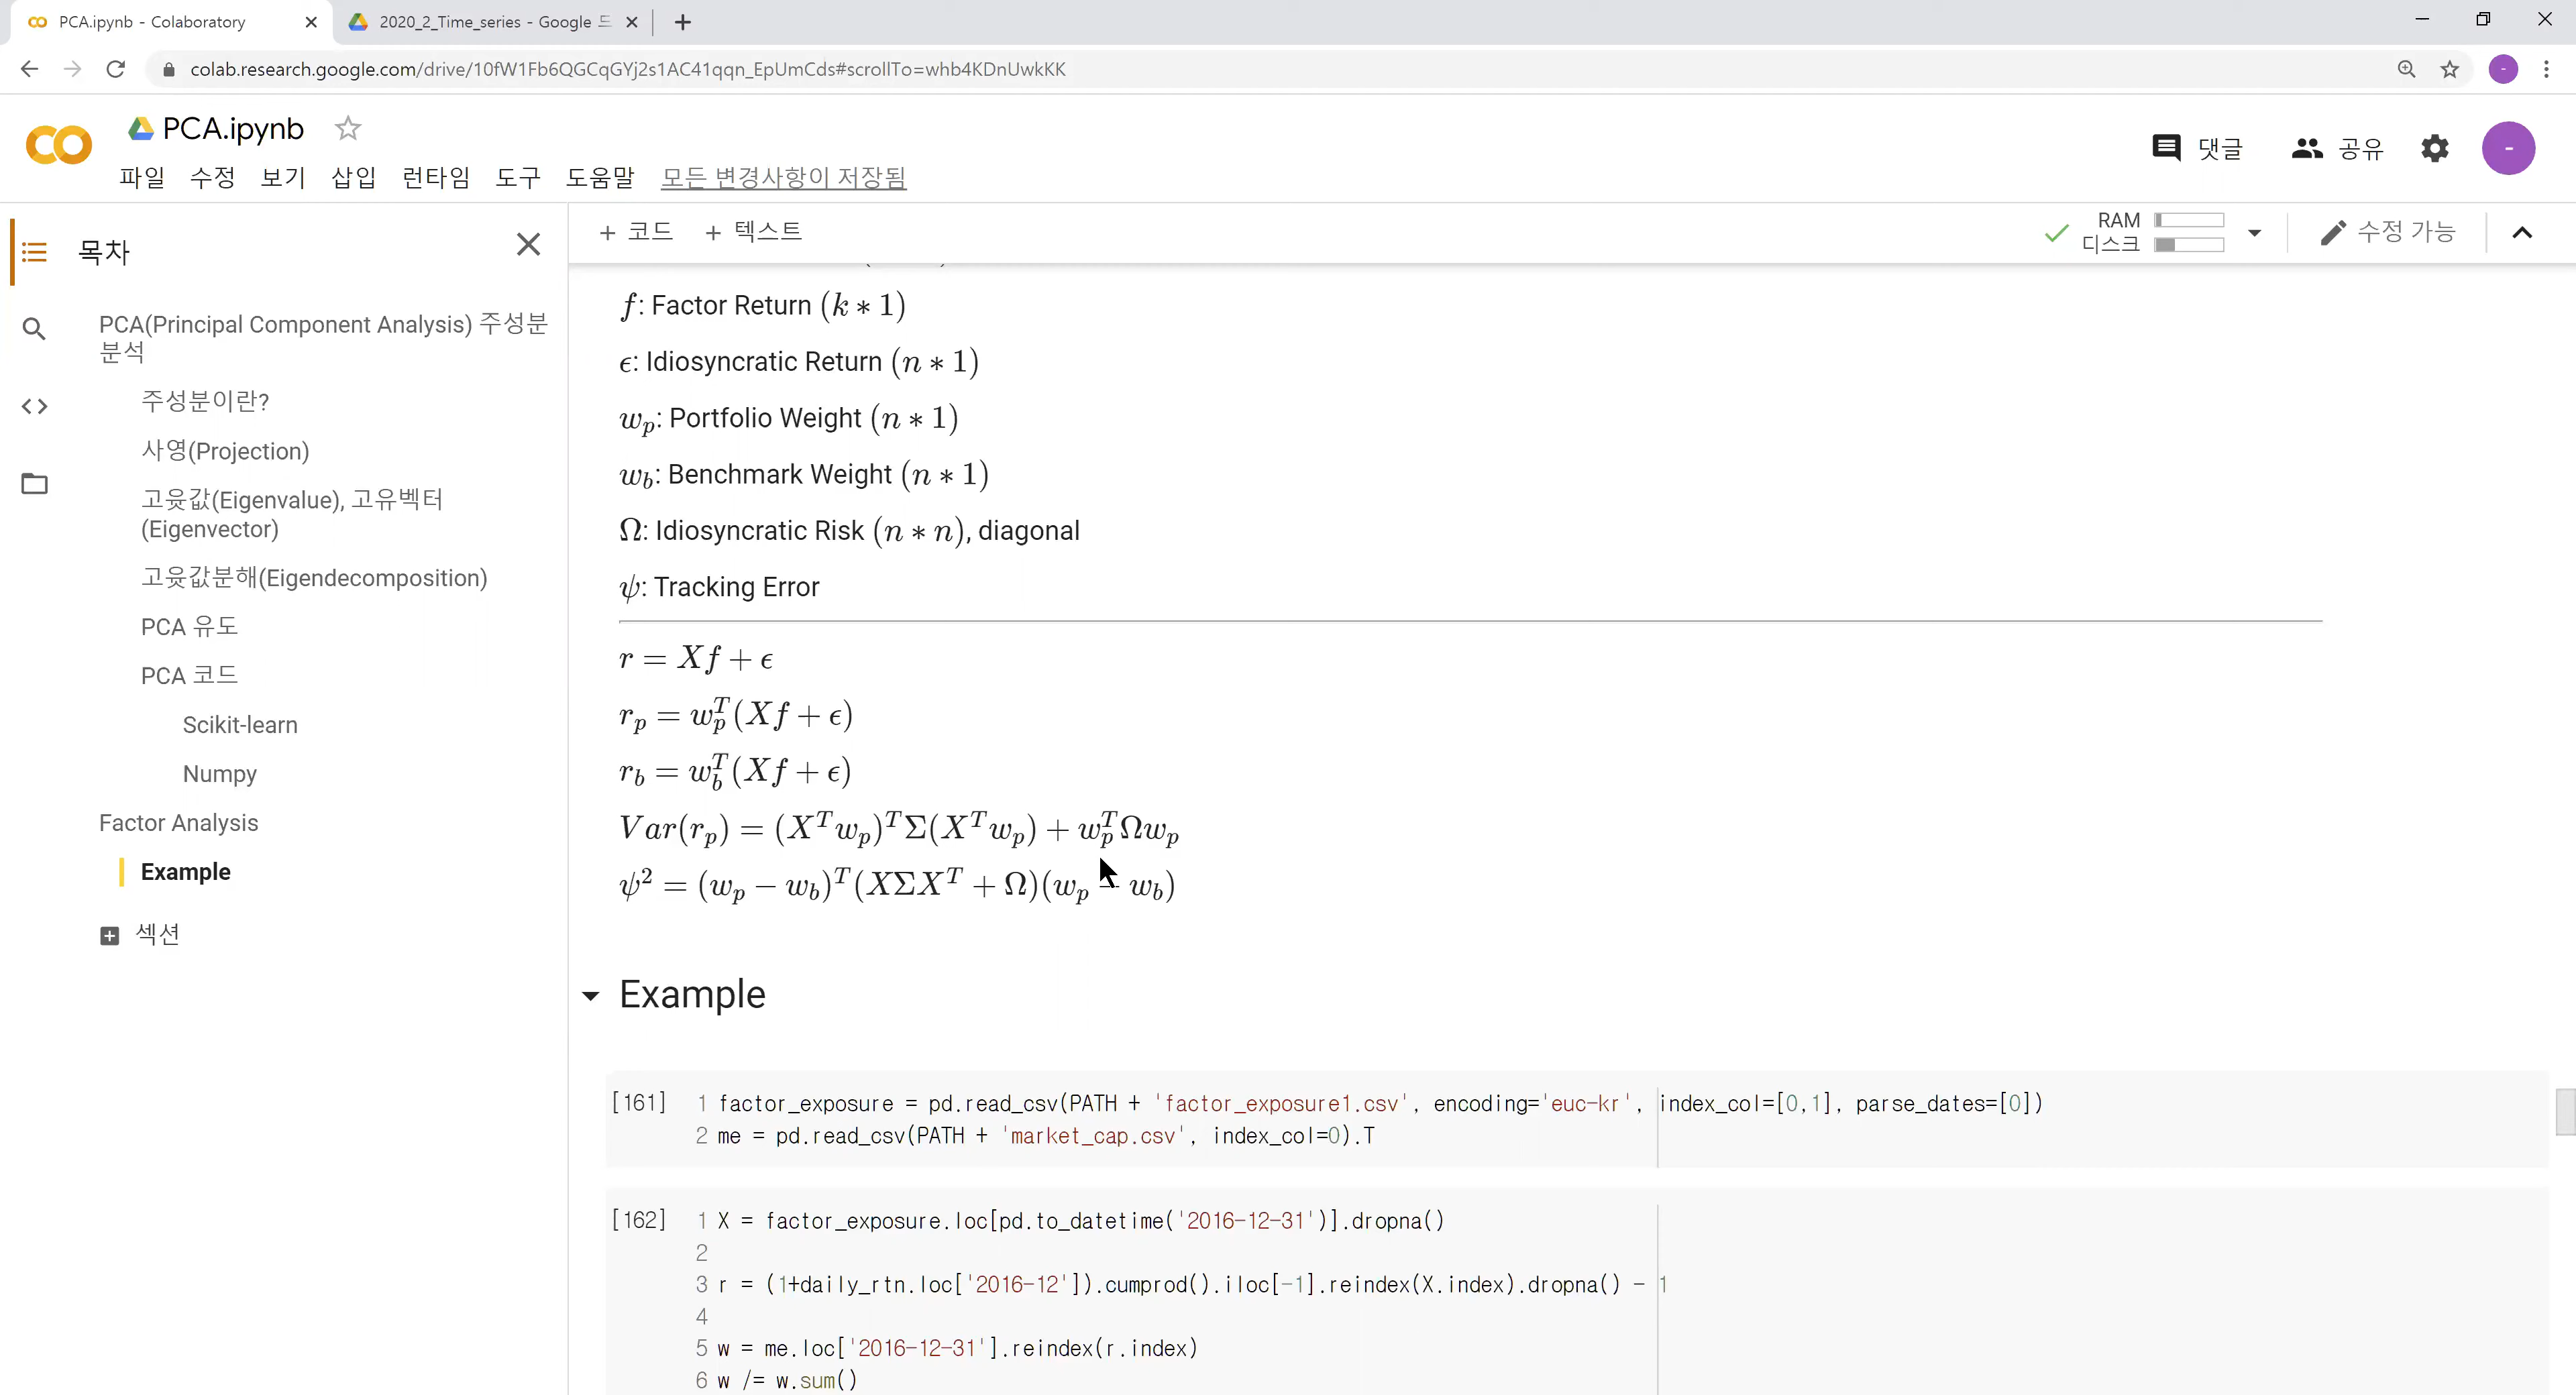 PCA.ipynb - Colaboratory
2020_2_Time_series - Google 드
colab.research.google.com/drive/10fW1Fb6QGCqGYj2s1AC41qqn_EpUmCds#scrollTo=whb4KDnUwkKK
PCA.ipynb
댓글
공유
파일 수정 보기 삽입 런타임 도구 도움말 모든 변경사항이 저장됨
목차
+ 코드 + 텍스트
RAM
디스크
수정 가능
PCA(Principal Component Analysis) 주성분
분석
주성분이란?
사영(Projection)
고윳값(Eigenvalue), 고유벡터
(Eigenvector)
고윳값분해(Eigendecomposition)
PCA 유도
PCA 코드
Scikit-learn
Numpy
Factor Analysis
Example
섹션
f: Factor Return (k * 1)
ϵ: Idiosyncratic Return (n * 1)
w_p: Portfolio Weight (n * 1)
w_b: Benchmark Weight (n * 1)
Ω: Idiosyncratic Risk (n * n), diagonal
ψ: Tracking Error
r = Xf + ϵ
r_p = w_p^T(Xf + ϵ)
r_b = w_b^T(Xf + ϵ)
Var(r_p) = (X^T w_p)^T Σ(X^T w_p) + w_p^T Ωw_p
ψ^2 = (w_p − w_b)^T(XΣX^T + Ω)(w_p − w_b)
Example
[161] 1 factor_exposure = pd.read_csv(PATH + 'factor_exposure1.csv', encoding='euc-kr', index_col=[0,1], parse_dates=[0])
2 me = pd.read_csv(PATH + 'market_cap.csv', index_col=0).T
[162] 1 X = factor_exposure.loc[pd.to_datetime('2016-12-31')].dropna()
2
3 r = (1+daily_rtn.loc['2016-12']).cumprod().iloc[-1].reindex(X.index).dropna() - 1
4
5 w = me.loc['2016-12-31'].reindex(r.index)
6 w /= w.sum()